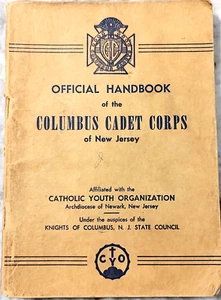 OFFICIAL HANDBOOK
of the
COLUMBUS CADET CORPS
of New Jersey
Affiliated with the
CATHOLIC YOUTH ORGANIZATION
Archdiocese of Newark, New Jersey
Under the auspices of the
KNIGHTS OF COLUMBUS, N. J. STATE COUNCIL
CYO